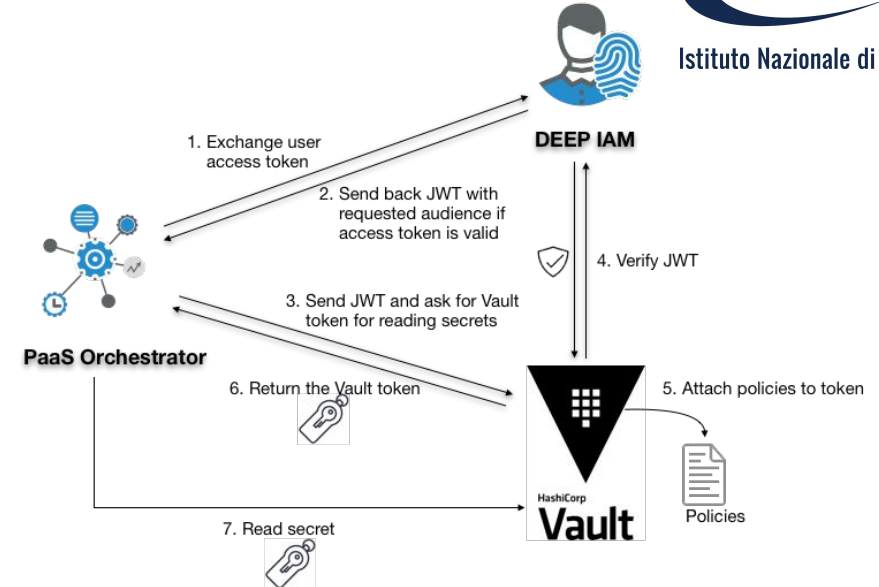 Istituto Nazionale di
DEEP IAM
1. Exchange user
access token
2. Send back JWT with
requested audience if
access token is valid
4. Verify JWT
3. Send JWT and ask for Vault
token for reading secrets
PaaS Orchestrator
6. Return the Vault token
5. Attach policies to token
HashiCorp
Vault
Policies
7. Read secret